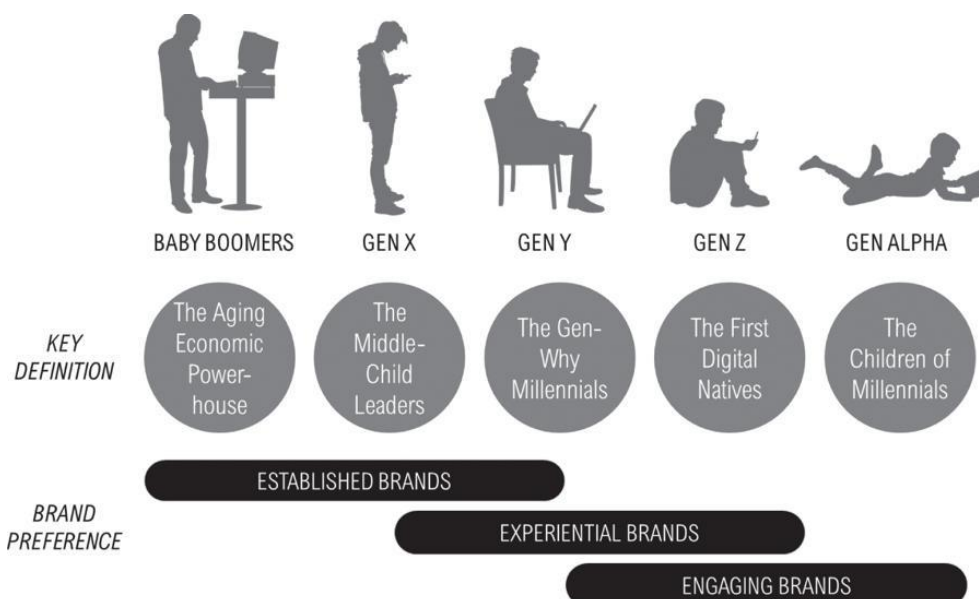 BABY BOOMERS GEN X GEN Y GEN Z GEN ALPHA
KEY
DEFINITION
The Aging
Economic
Power-
house
The
Middle-
Child
Leaders
The Gen-
Why
Millennials
The First
Digital
Natives
The
Children of
Millennials
BRAND
PREFERENCE
ESTABLISHED BRANDS
EXPERIENTIAL BRANDS
ENGAGING BRANDS